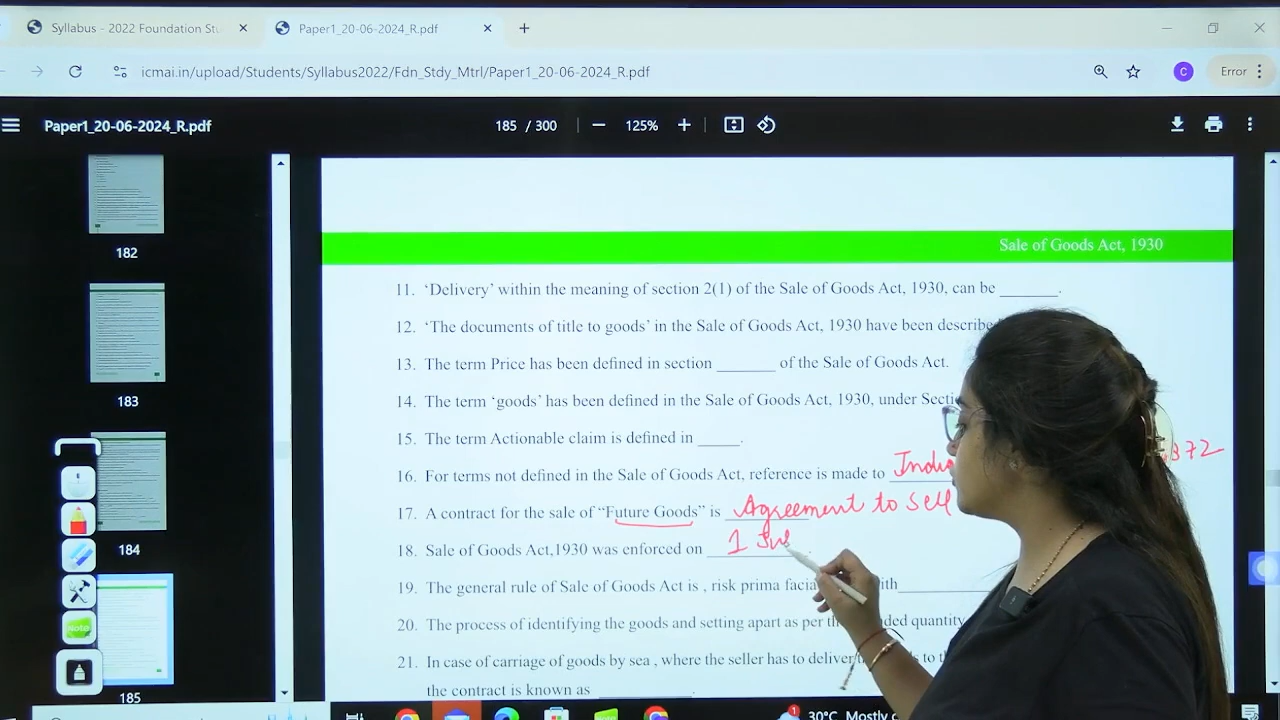 Syllabus - 2022 Foundation Stu
Paper1_20-06-2024_R.pdf
icmai.in/upload/Students/Syllabus2022/Fdn_Stdy_Mtrl/Paper1_20-06-2024_R.pdf
C
Error
Paper1_20-06-2024_R.pdf
185 / 300
125%
182
183
184
185
Note
Sale of Goods Act, 1930
11. ‘Delivery’ within the meaning of section 2(1) of the Sale of Goods Act, 1930, can be _______.
12. ‘The documents of title to goods’ in the Sale of Goods Act, 1930 have been describe
13. The term Price has been defined in section _______ of the Sale of Goods Act.
14. The term ‘goods’ has been defined in the Sale of Goods Act, 1930, under Secti
15. The term Actionable claim is defined in _____.
16. For terms not defined in the Sale of Goods Act, reference is made to India 1872
17. A contract for the sale of “Future Goods” is Agreement to Sell
18. Sale of Goods Act,1930 was enforced on 1
19. The general rule of Sale of Goods Act is , risk prima facia ith
20. The process of identifying the goods and setting apart as per th ded quantity
21. In case of carriage of goods by sea , where the seller has to deliver to t
the contract is known as ___________.
1
30°C Mostly c